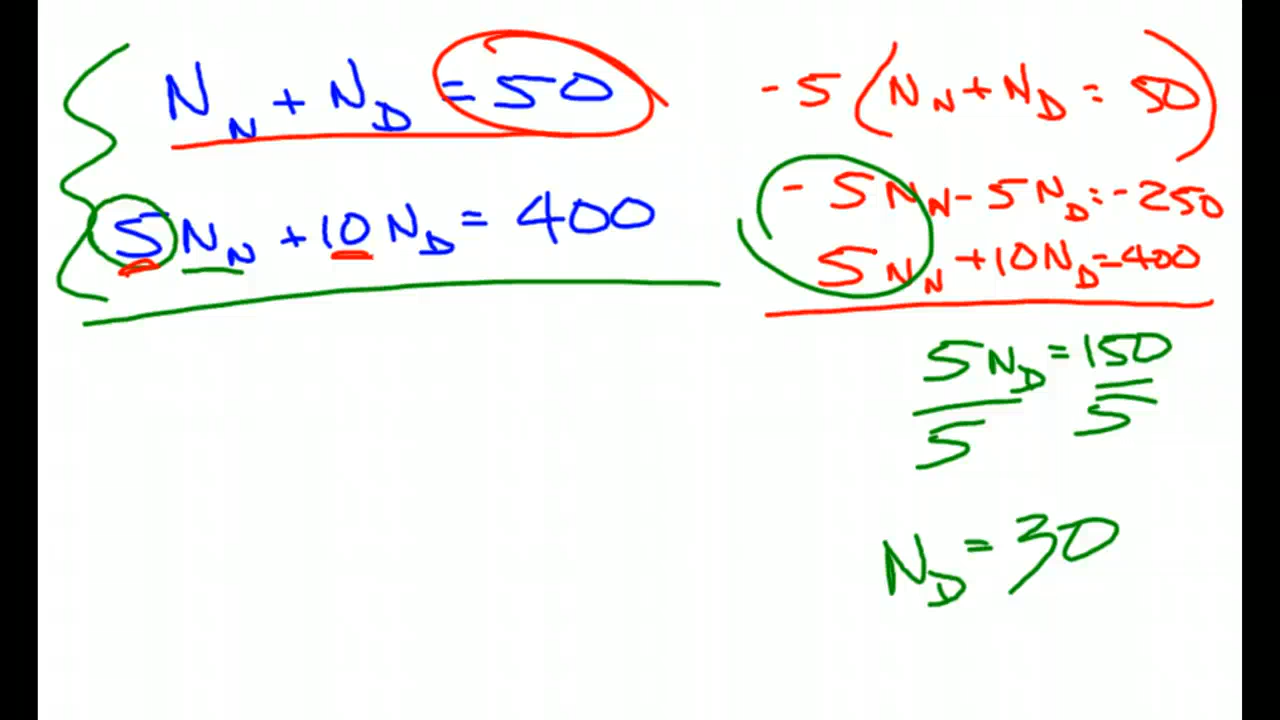 N_N + N_D = 50
5N_N + 10N_D = 400
-5(N_N + N_D = 50)
-5N_N - 5N_D = -250
5N_N + 10N_D = 400
5N_D = 150
5 5
N_D = 30